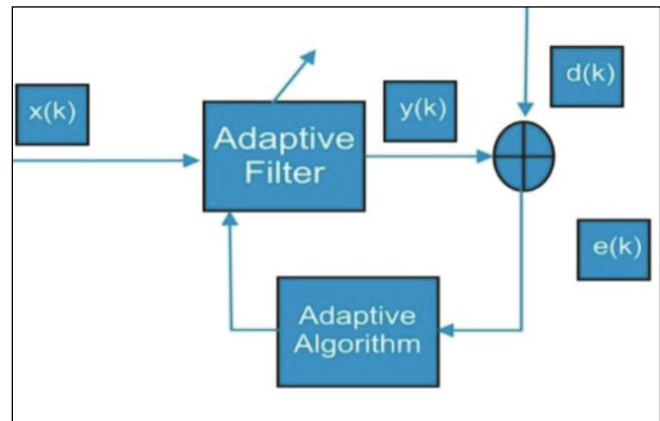 d(k)
x(k)
y(k)
Adaptive
Filter
e(k)
Adaptive
Algorithm